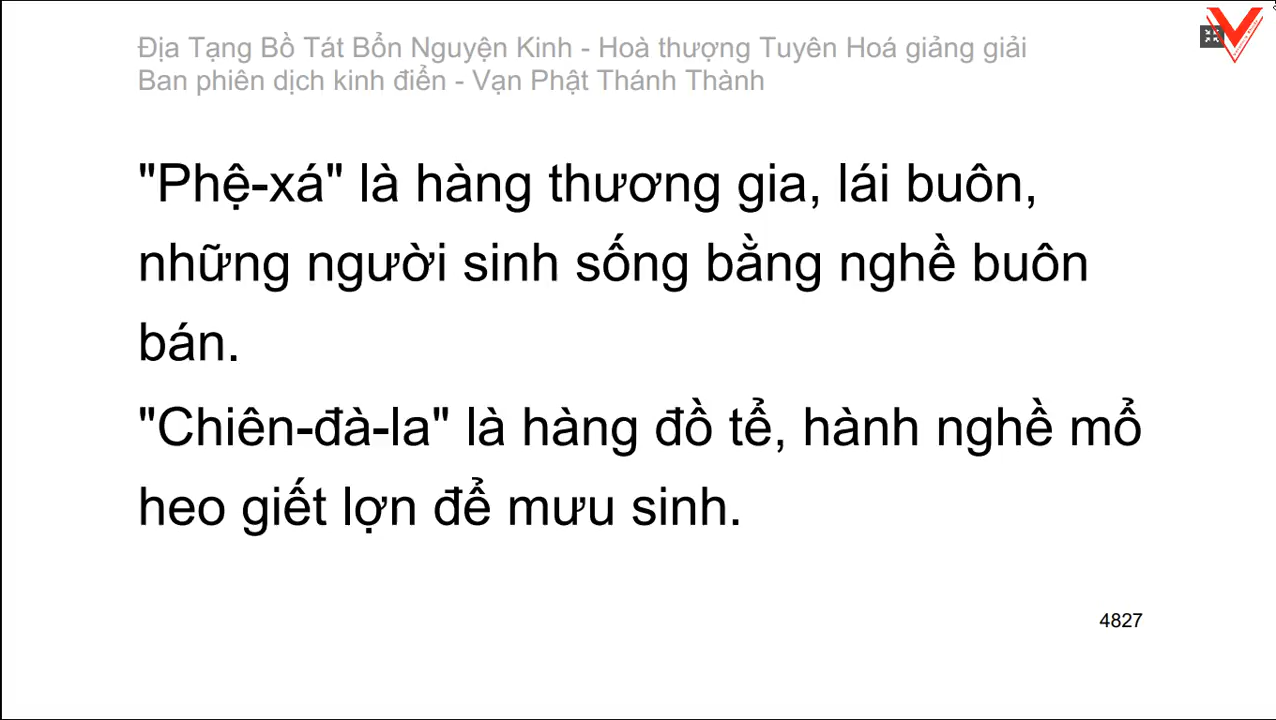 Địa Tạng Bồ Tát Bổn Nguyện Kinh - Hoà thượng Tuyên Hoá giảng giải
Ban phiên dịch kinh điển - Vạn Phật Thánh Thành
"Phệ-xá" là hàng thương gia, lái buôn,
những người sinh sống bằng nghề buôn
bán.
"Chiên-đà-la" là hàng đồ tể, hành nghề mổ
heo giết lợn để mưu sinh.
4827